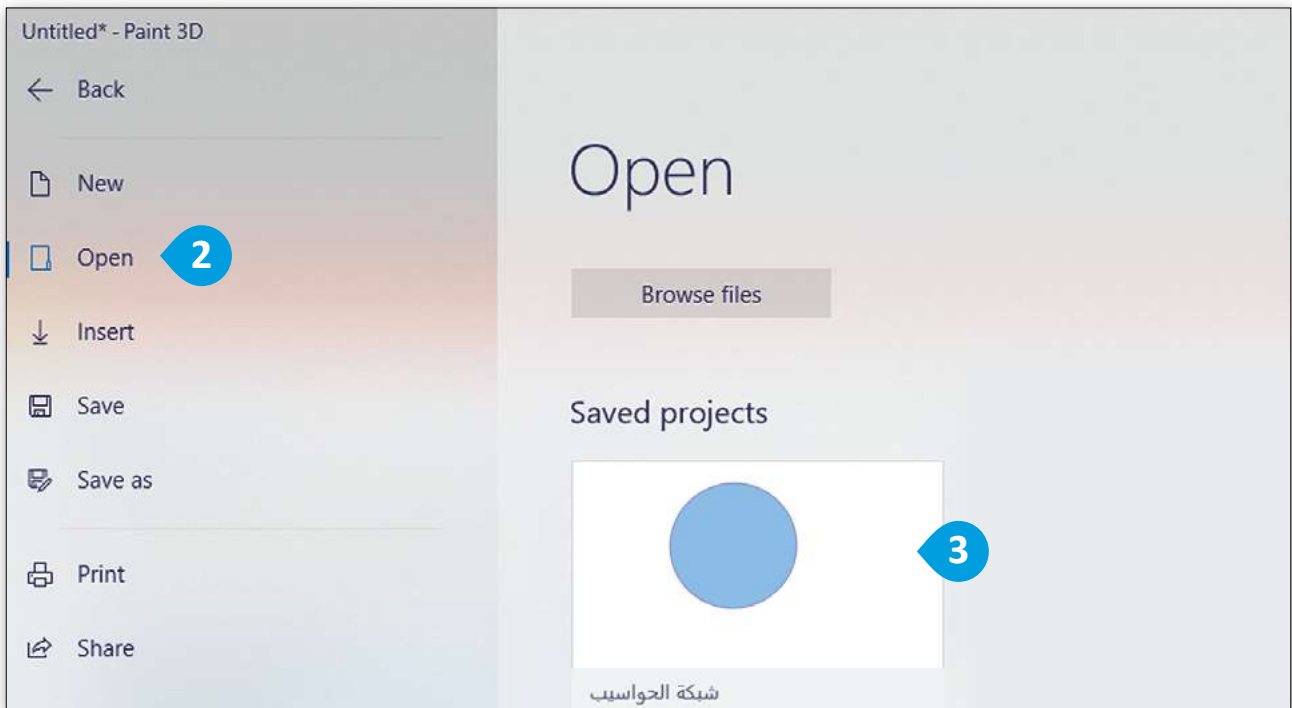 Untitled* - Paint 3D
Back
New
Open
2
Insert
Save
Save as
Print
Share
Open
Browse files
Saved projects
3
شبكة الحواسيب